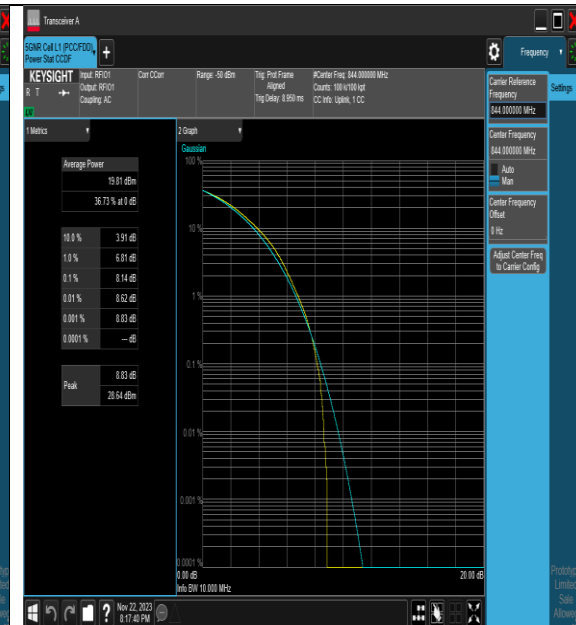 Transceiver A
5GNR Cell L1 (PCC/FDD),
Power Stat CCDF
+
Frequency
KEYSIGHT
R T
Input: RFIO1
Output: RFIO1
Coupling: AC
Corr CCorr
Range: -50 dBm
Trig: Prot Frame
Aligned
Trig Delay: 8.950 ms
#Center Freq: 844.000000 MHz
Counts: 100 k/100 kpt
CC Info: Uplink, 1 CC
1 Metrics
Average Power
19.81 dBm
36.73 % at 0 dB
10.0 % 3.91 dB
1.0 % 6.81 dB
0.1 % 8.14 dB
0.01 % 8.62 dB
0.001 % 8.83 dB
0.0001 % --- dB
Peak
8.83 dB
28.64 dBm
2 Graph
Gaussian
100 %
10 %
1 %
0.1 %
0.01 %
0.001 %
0.0001 %
0.00 dB
20.00 dB
Info BW 10.000 MHz
Carrier Reference
Frequency
844.000000 MHz
Center Frequency
844.000000 MHz
Auto
Man
Center Frequency
Offset
0 Hz
Adjust Center Freq
to Carrier Config
Settings
Nov 22, 2023
8:17:40 PM
?